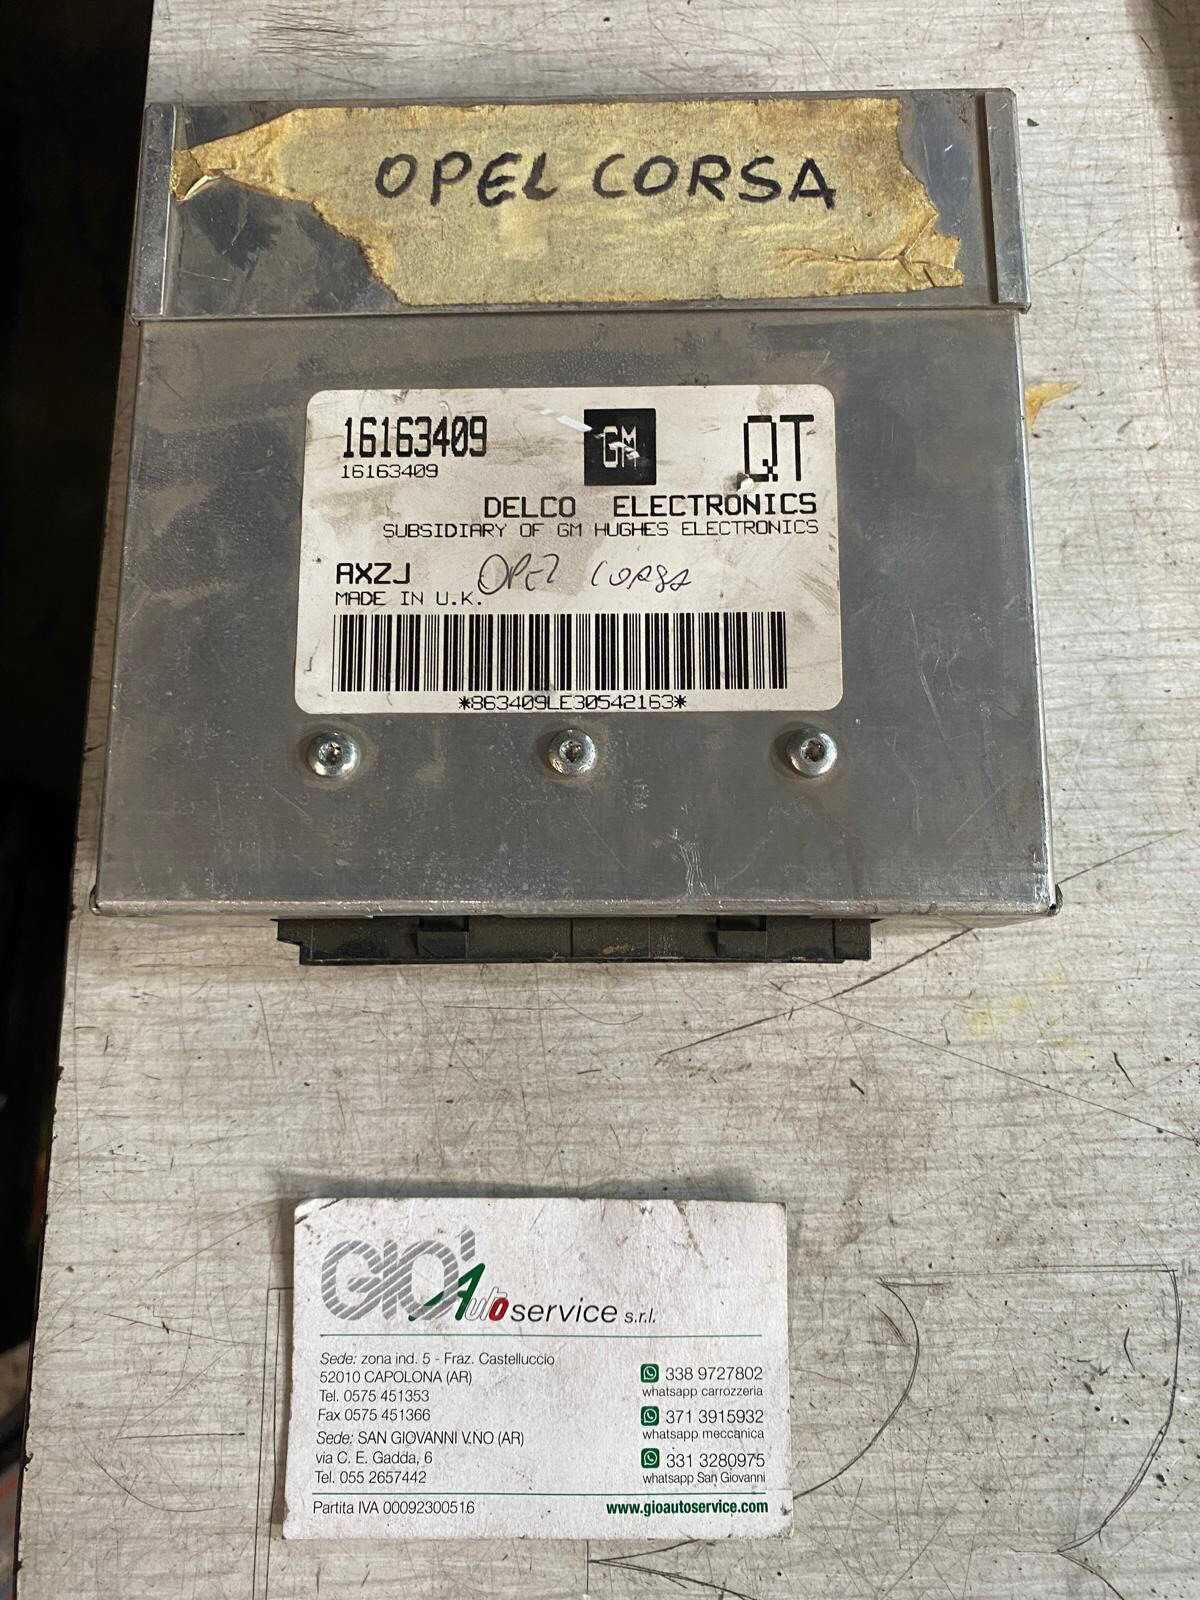 OPEL CORSA
16163409
16163409
GM
QT
DELCO ELECTRONICS
SUBSIDIARY OF GM HUGHES ELECTRONICS
AXZJ
OPEL CORSA
MADE IN U.K.
*863409LE30542163*
GIO' Auto service s.r.l.
Sede: zona ind. 5 - Fraz. Castelluccio
52010 CAPOLONA (AR)
Tel. 0575 451353
Fax 0575 451366
Sede: SAN GIOVANNI V.NO (AR)
via C. E. Gadda, 6
Tel. 055 2657442
338 9727802
whatsapp carrozzeria
371 3915932
whatsapp meccanica
331 3280975
whatsapp San Giovanni
Partita IVA 00092300516
www.gioautoservice.com